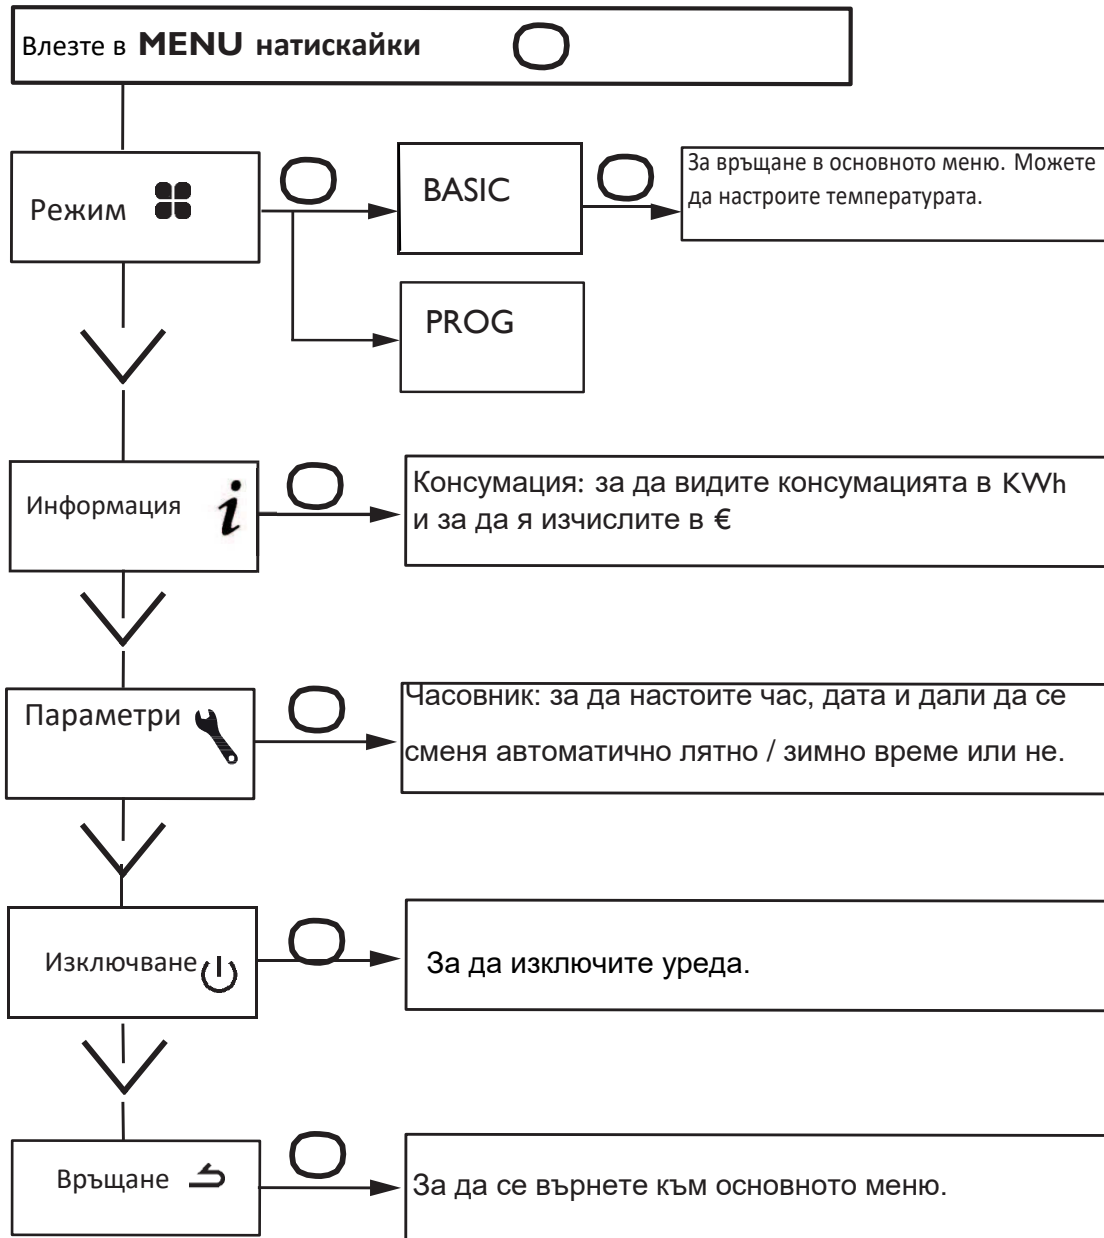 Влезте в MENU натискайки
Режим
BASIC
За връщане в основното меню. Можете
да настроите температурата.
PROG
Информация
Консумация: за да видите консумацията в KWh
и за да я изчислите в €
Параметри
Часовник: за да настоите час, дата и дали да се
сменя автоматично лятно / зимно време или не.
Изключване
За да изключите уреда.
Връщане
За да се върнете към основното меню.